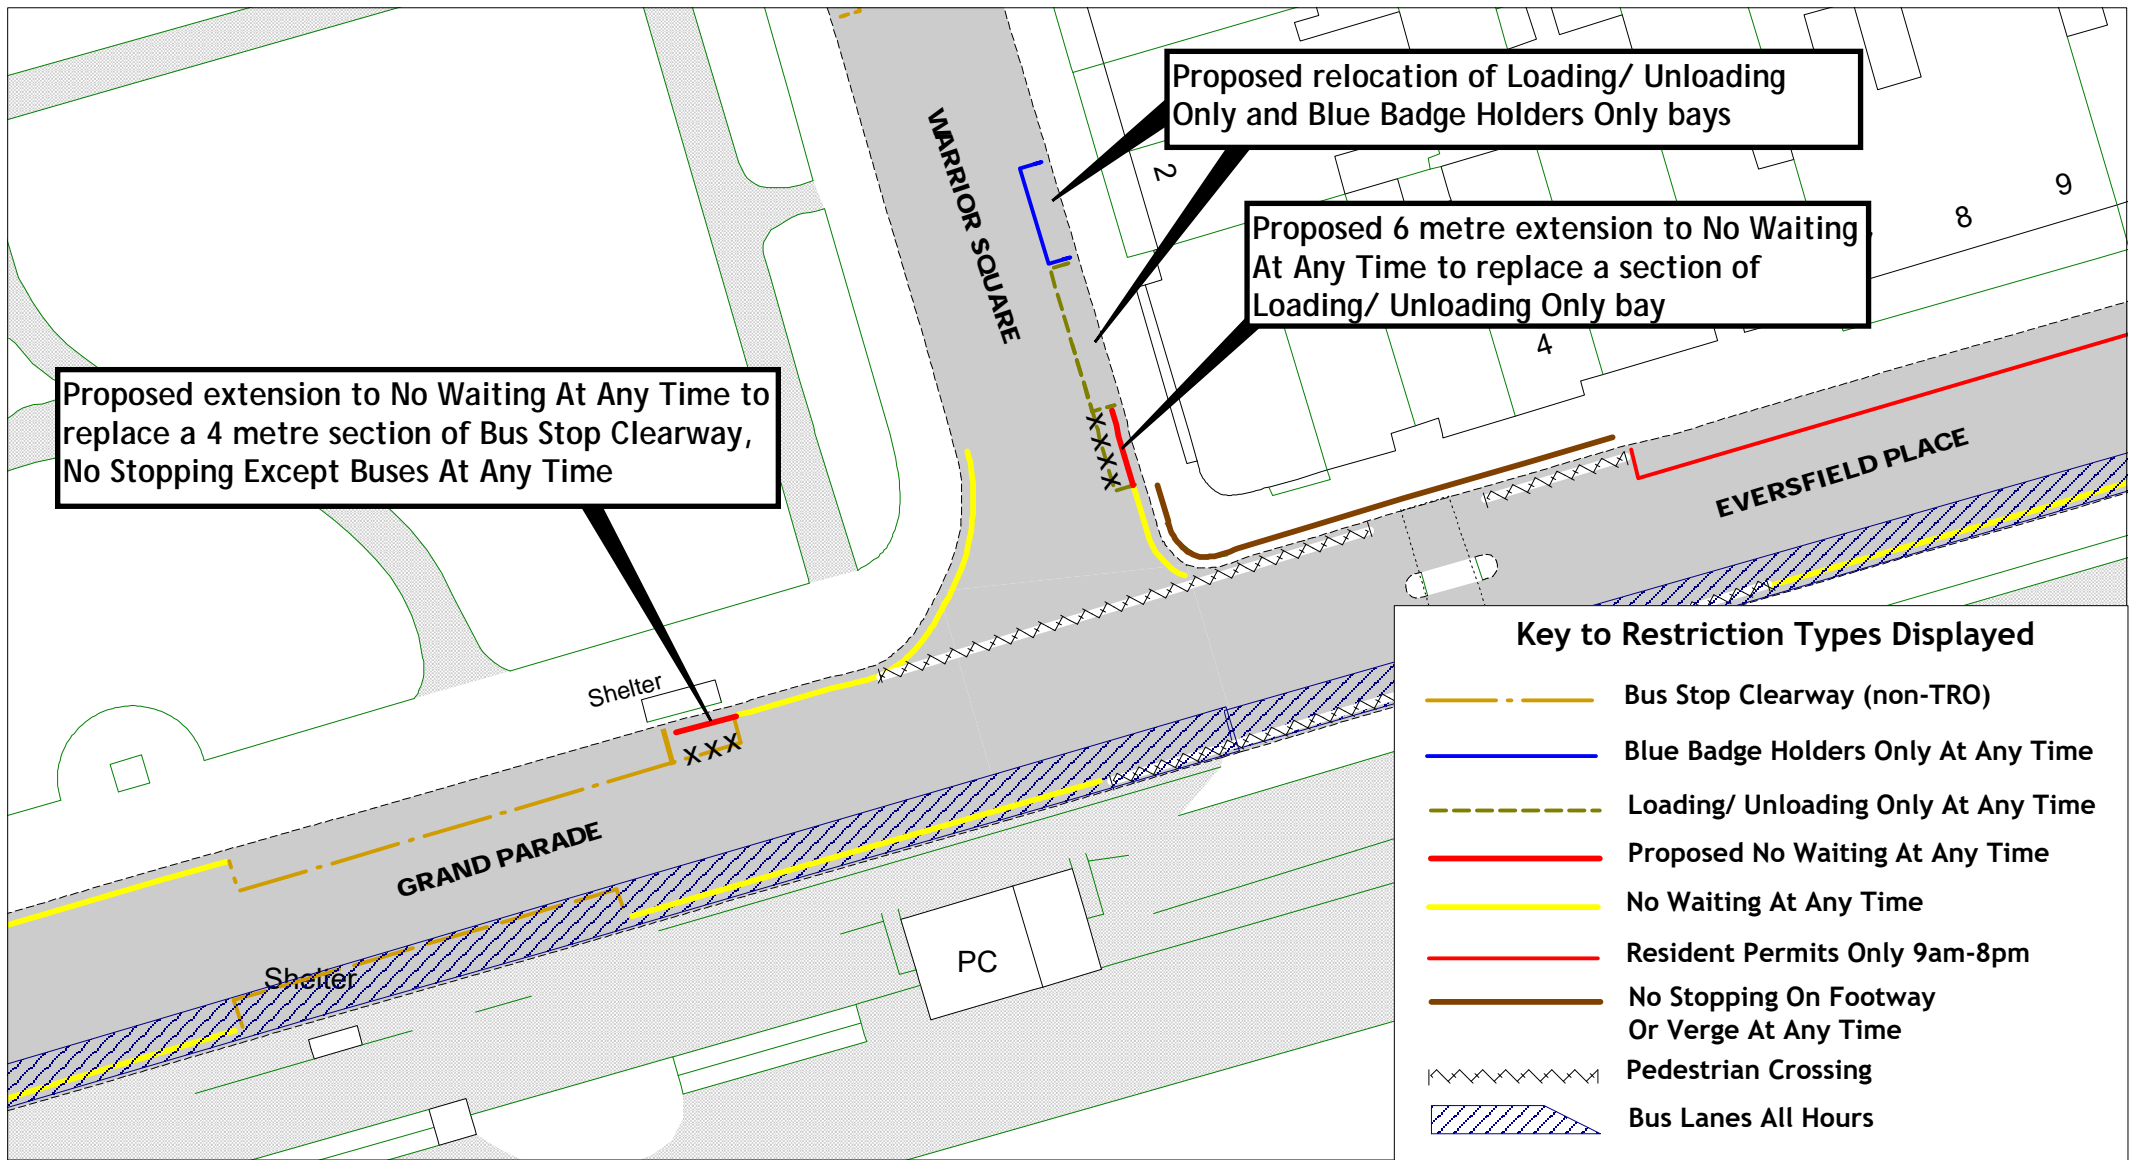 Proposed relocation of Loading/ Unloading
Only and Blue Badge Holders Only bays
WARRIOR SQUARE
2
9
8
Proposed 6 metre extension to No Waiting
At Any Time to replace a section of
Loading/ Unloading Only bay
4
Proposed extension to No Waiting At Any Time to
replace a 4 metre section of Bus Stop Clearway,
No Stopping Except Buses At Any Time
XXXX
EVERSFIELD PLACE
Shelter
XXX
GRAND PARADE
Shelter
PC
Key to Restriction Types Displayed
Bus Stop Clearway (non-TRO)
Blue Badge Holders Only At Any Time
Loading/ Unloading Only At Any Time
Proposed No Waiting At Any Time
No Waiting At Any Time
Resident Permits Only 9am-8pm
No Stopping On Footway
Or Verge At Any Time
Pedestrian Crossing
Bus Lanes All Hours